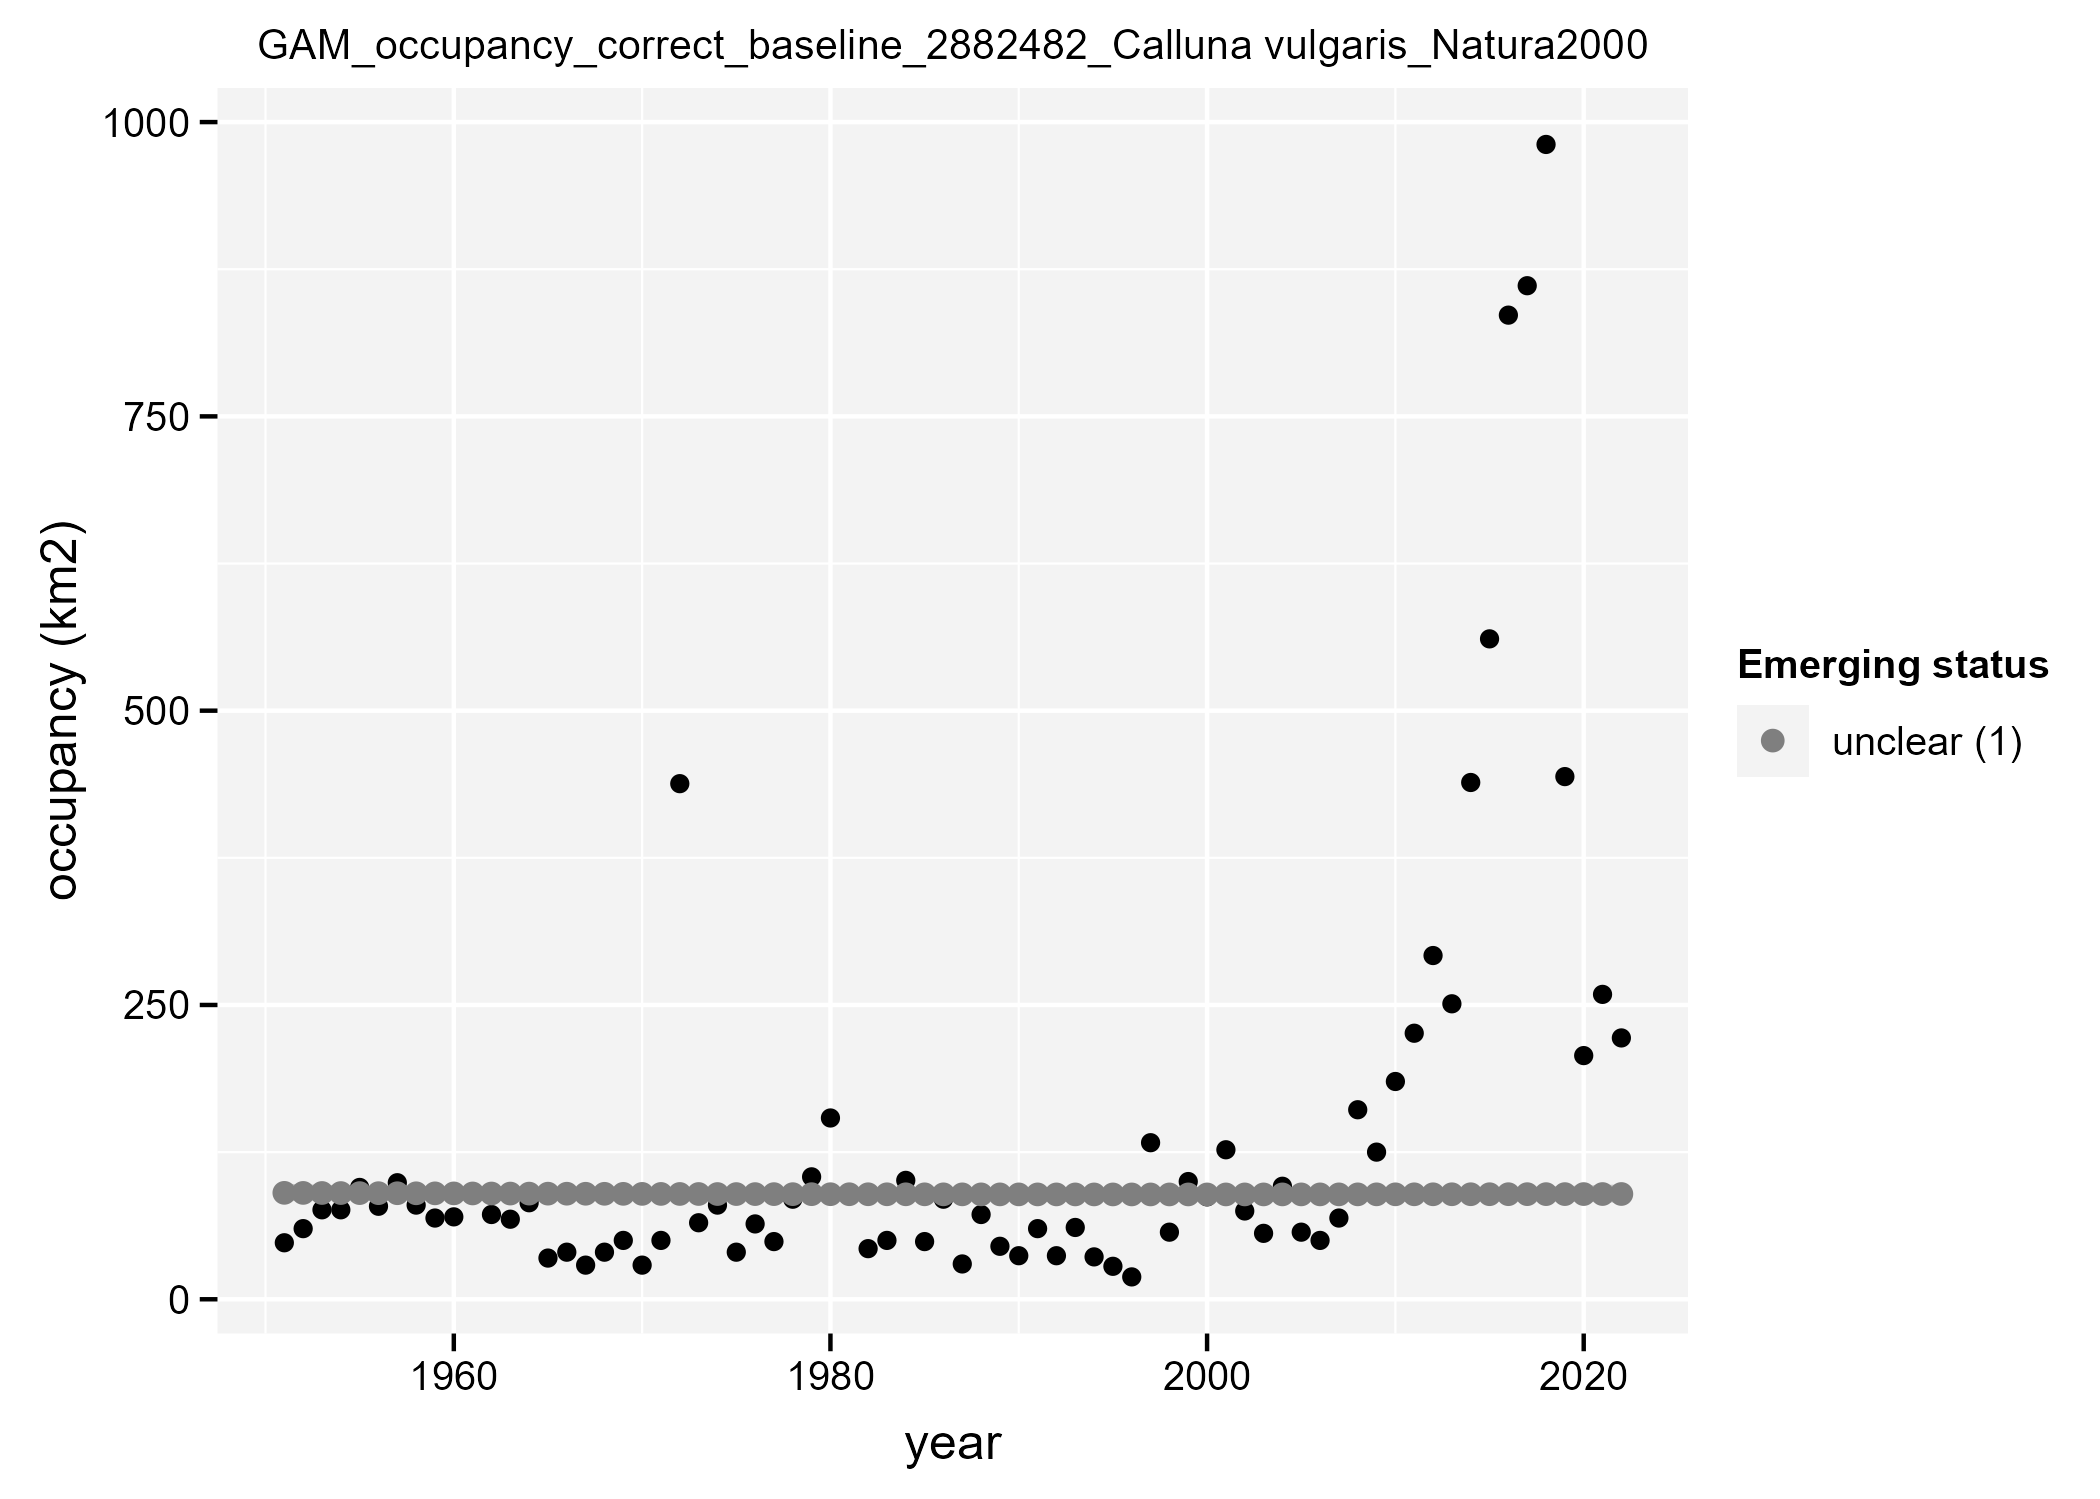 GAM_occupancy_correct_baseline_2882482_Calluna vulgaris_Natura2000
1000
750
500
250
0
occupancy (km2)
1960
1980
2000
2020
year
Emerging status
unclear (1)